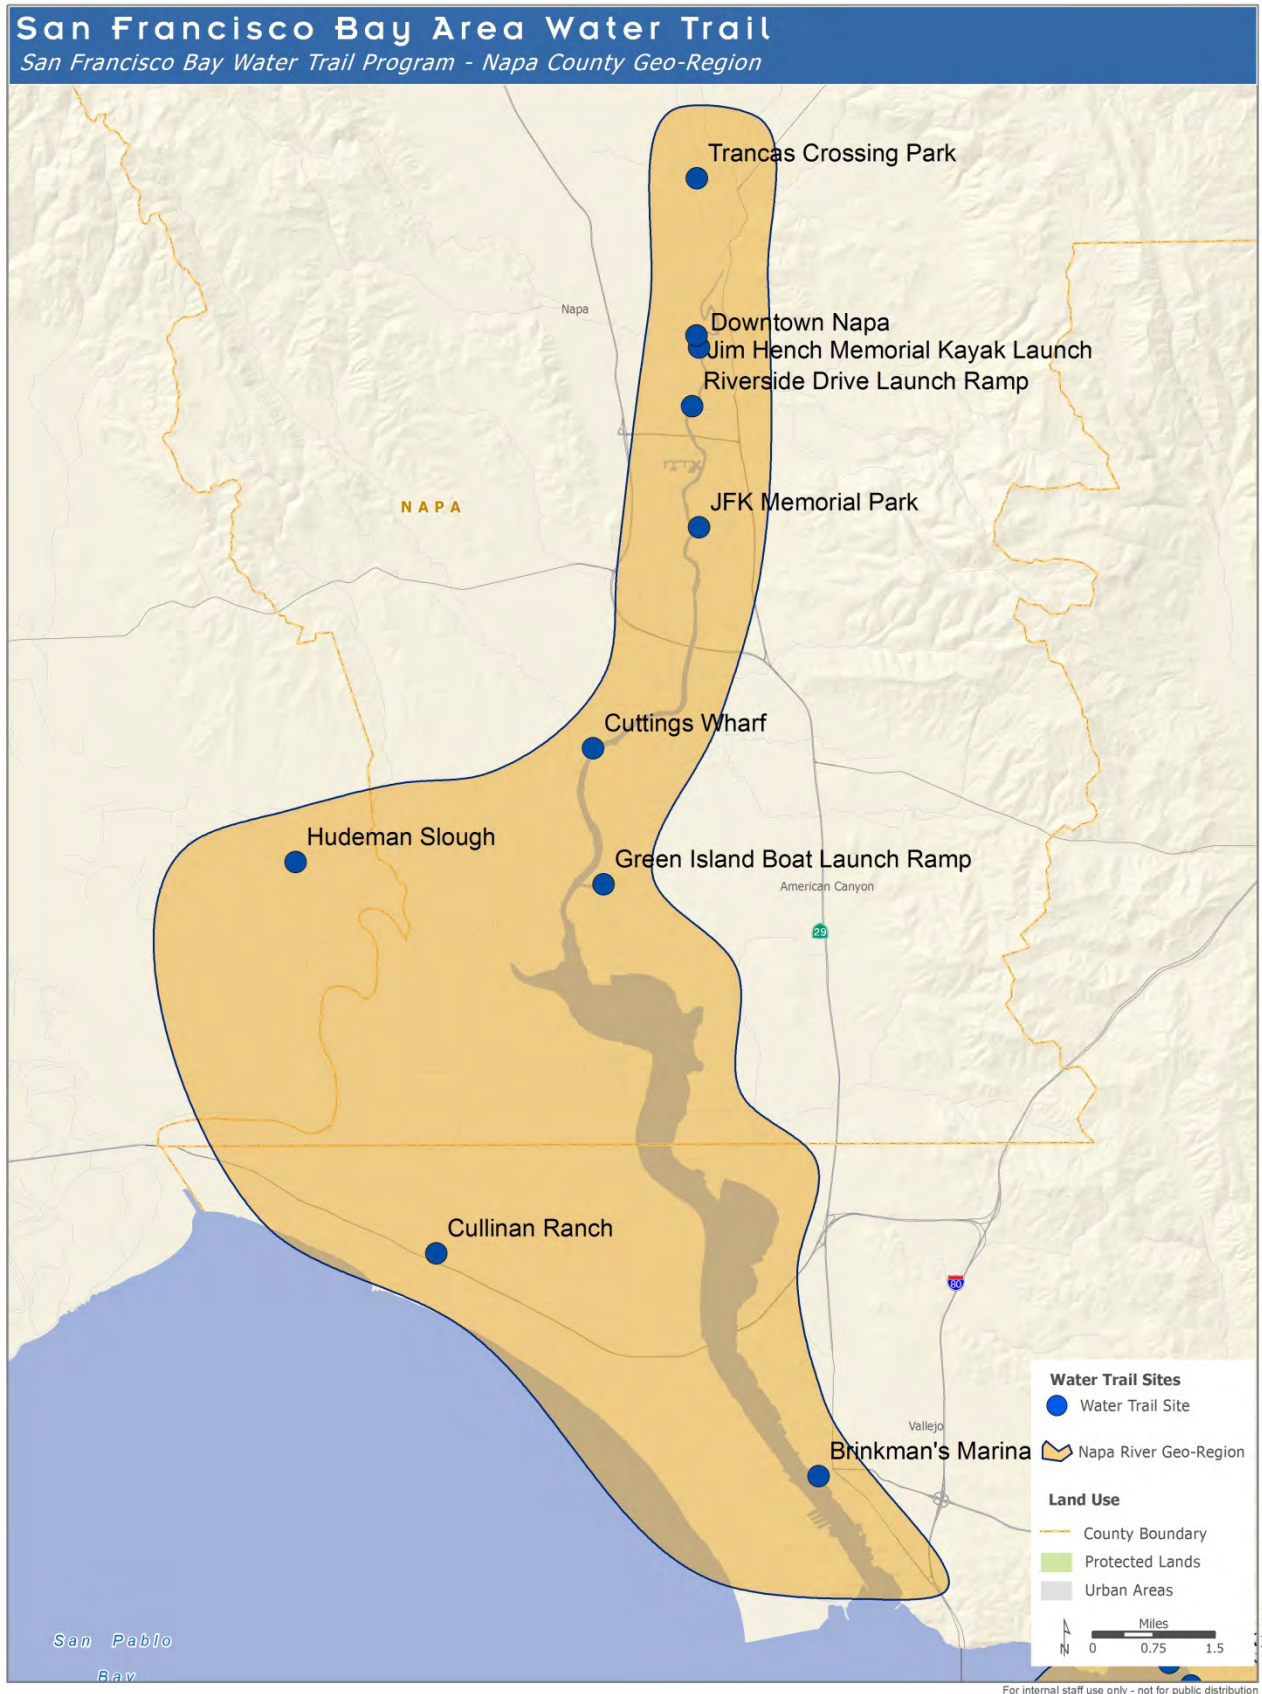 San Francisco Bay Area Water Trail
San Francisco Bay Water Trail Program - Napa County Geo-Region
Trancas Crossing Park
Napa
Downtown Napa
Jim Hench Memorial Kayak Launch
Riverside Drive Launch Ramp
NAPA
JFK Memorial Park
Cuttings Wharf
Hudeman Slough
Green Island Boat Launch Ramp
American Canyon
29
Cullinan Ranch
80
Vallejo
Brinkman's Marina
Water Trail Sites
Water Trail Site
Napa River Geo-Region
Land Use
County Boundary
Protected Lands
Urban Areas
Miles
N
0 0.75 1.5
San Pablo
Bay
For internal staff use only - not for public distribution